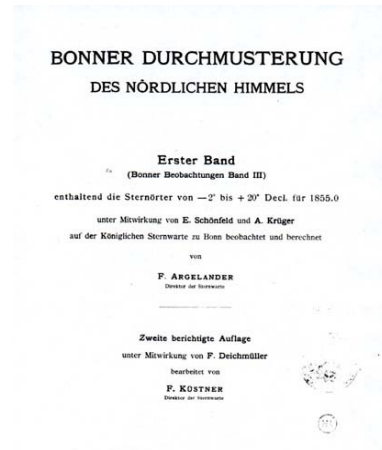 BONNER DURCHMUSTERUNG
DES NÖRDLICHEN HIMMELS
Erster Band
(Bonner Beobachtungen Band III)
enthaltend die Sternörter von —2° bis +20° Decl. für 1855.0
unter Mitwirkung von E. Schönfeld und A. Krüger
auf der Königlichen Sternwarte zu Bonn beobachtet und berechnet
von
F. ARGELANDER
Direktor der Sternwarte
Zweite berichtigte Auflage
unter Mitwirkung von F. Deichmüller
bearbeitet von
F. KÜSTNER
Direktor der Sternwarte